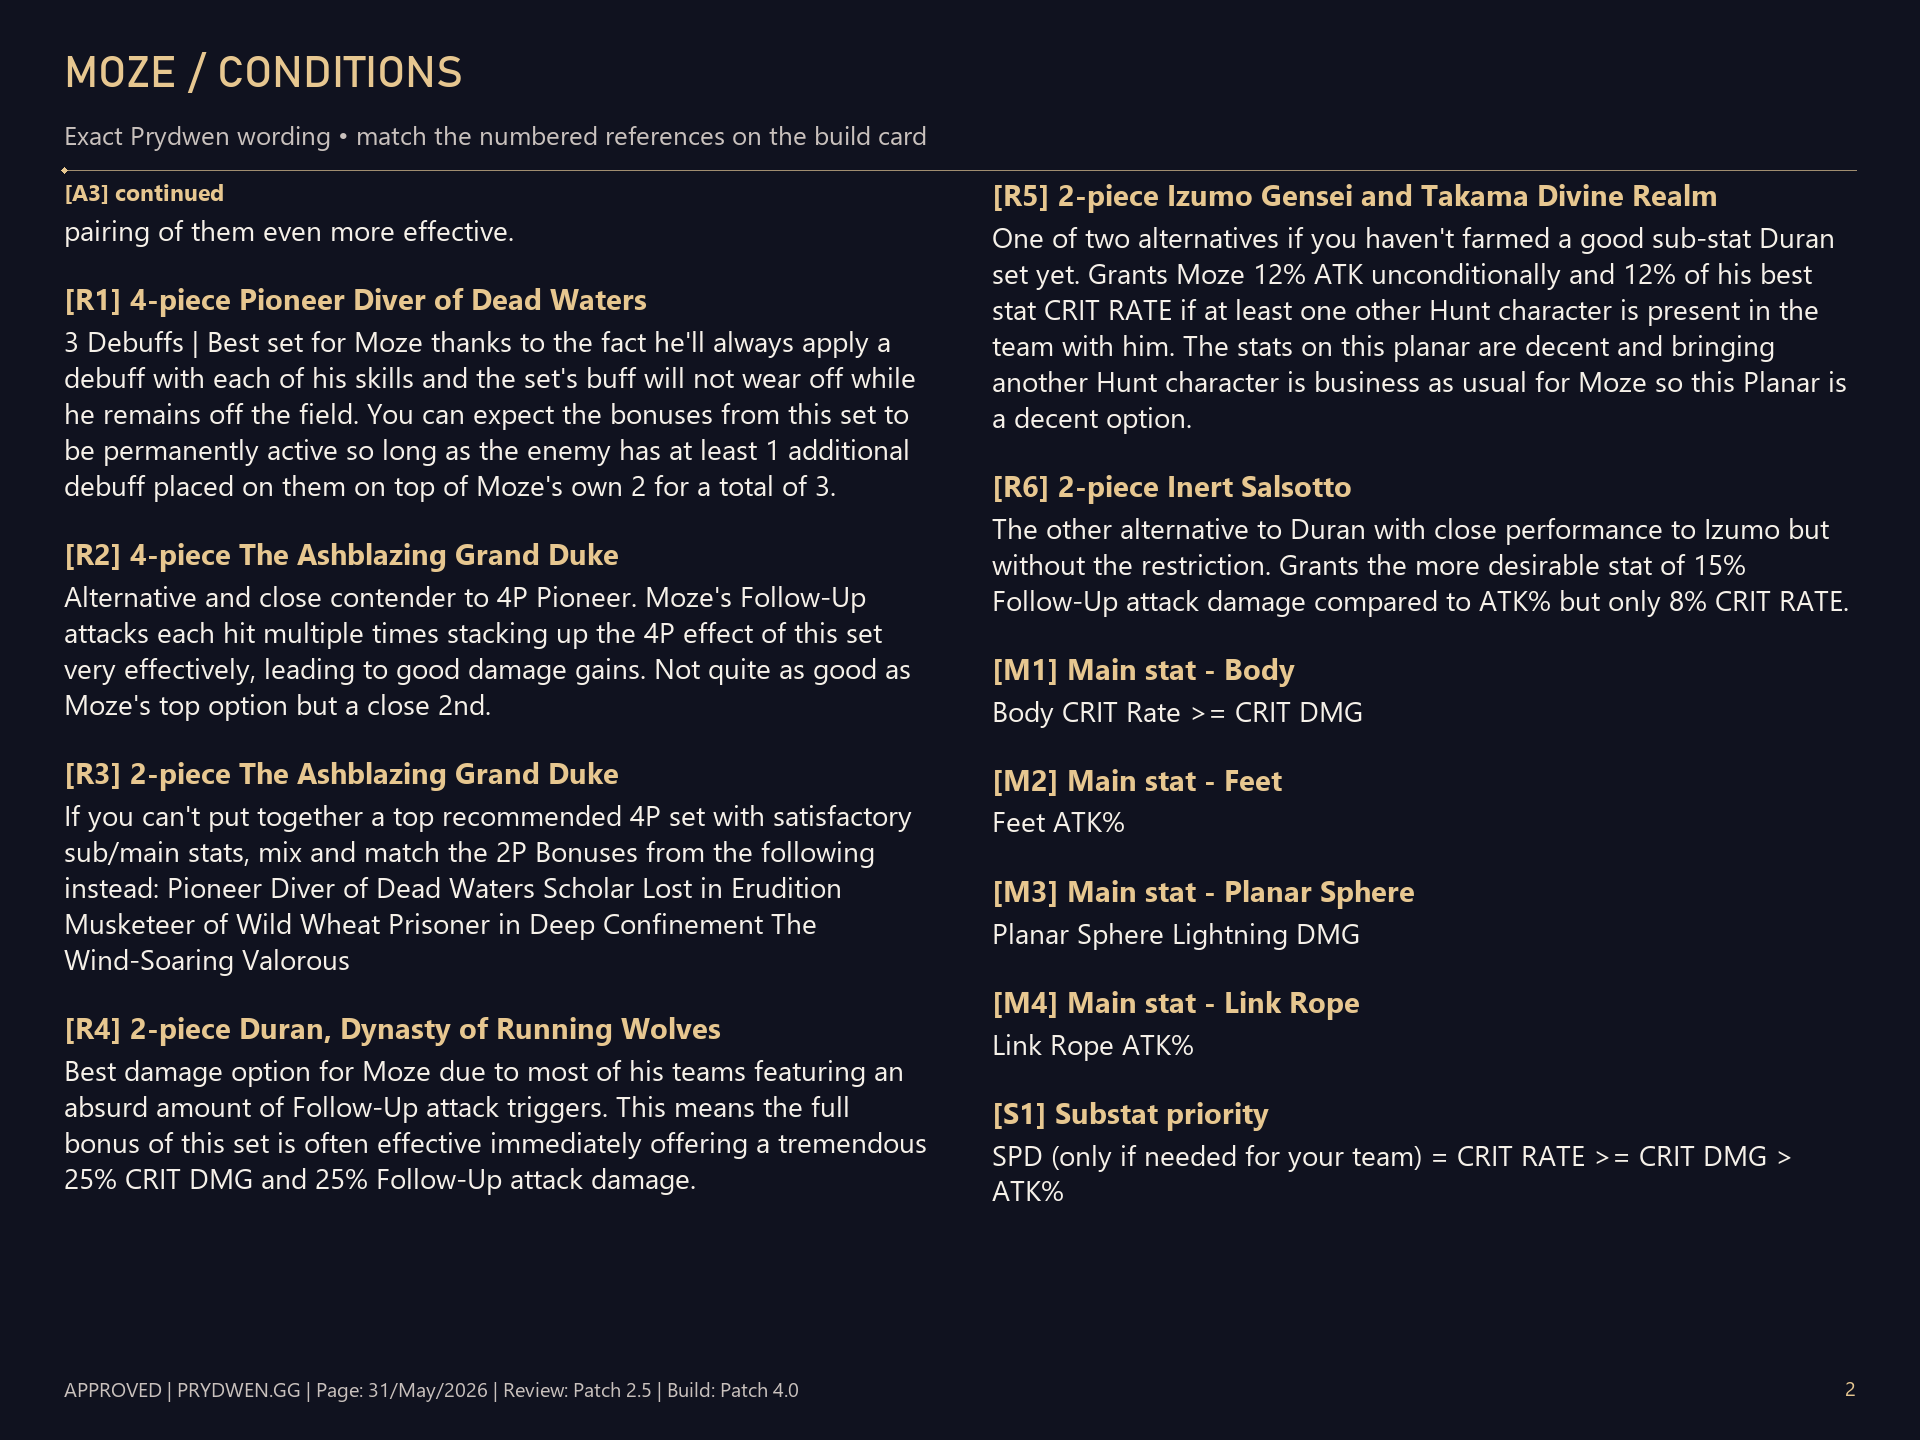 MOZE / CONDITIONS
Exact Prydwen wording • match the numbered references on the build card
[A3] continued
pairing of them even more effective.
[R1] 4-piece Pioneer Diver of Dead Waters
3 Debuffs | Best set for Moze thanks to the fact he'll always apply a
debuff with each of his skills and the set's buff will not wear off while
he remains off the field. You can expect the bonuses from this set to
be permanently active so long as the enemy has at least 1 additional
debuff placed on them on top of Moze's own 2 for a total of 3.
[R2] 4-piece The Ashblazing Grand Duke
Alternative and close contender to 4P Pioneer. Moze's Follow-Up
attacks each hit multiple times stacking up the 4P effect of this set
very effectively, leading to good damage gains. Not quite as good as
Moze's top option but a close 2nd.
[R3] 2-piece The Ashblazing Grand Duke
If you can't put together a top recommended 4P set with satisfactory
sub/main stats, mix and match the 2P Bonuses from the following
instead: Pioneer Diver of Dead Waters Scholar Lost in Erudition
Musketeer of Wild Wheat Prisoner in Deep Confinement The
Wind-Soaring Valorous
[R4] 2-piece Duran, Dynasty of Running Wolves
Best damage option for Moze due to most of his teams featuring an
absurd amount of Follow-Up attack triggers. This means the full
bonus of this set is often effective immediately offering a tremendous
25% CRIT DMG and 25% Follow-Up attack damage.
[R5] 2-piece Izumo Gensei and Takama Divine Realm
One of two alternatives if you haven't farmed a good sub-stat Duran
set yet. Grants Moze 12% ATK unconditionally and 12% of his best
stat CRIT RATE if at least one other Hunt character is present in the
team with him. The stats on this planar are decent and bringing
another Hunt character is business as usual for Moze so this Planar is
a decent option.
[R6] 2-piece Inert Salsotto
The other alternative to Duran with close performance to Izumo but
without the restriction. Grants the more desirable stat of 15%
Follow-Up attack damage compared to ATK% but only 8% CRIT RATE.
[M1] Main stat - Body
Body CRIT Rate >= CRIT DMG
[M2] Main stat - Feet
Feet ATK%
[M3] Main stat - Planar Sphere
Planar Sphere Lightning DMG
[M4] Main stat - Link Rope
Link Rope ATK%
[S1] Substat priority
SPD (only if needed for your team) = CRIT RATE >= CRIT DMG >
ATK%
APPROVED | PRYDWEN.GG | Page: 31/May/2026 | Review: Patch 2.5 | Build: Patch 4.0
2